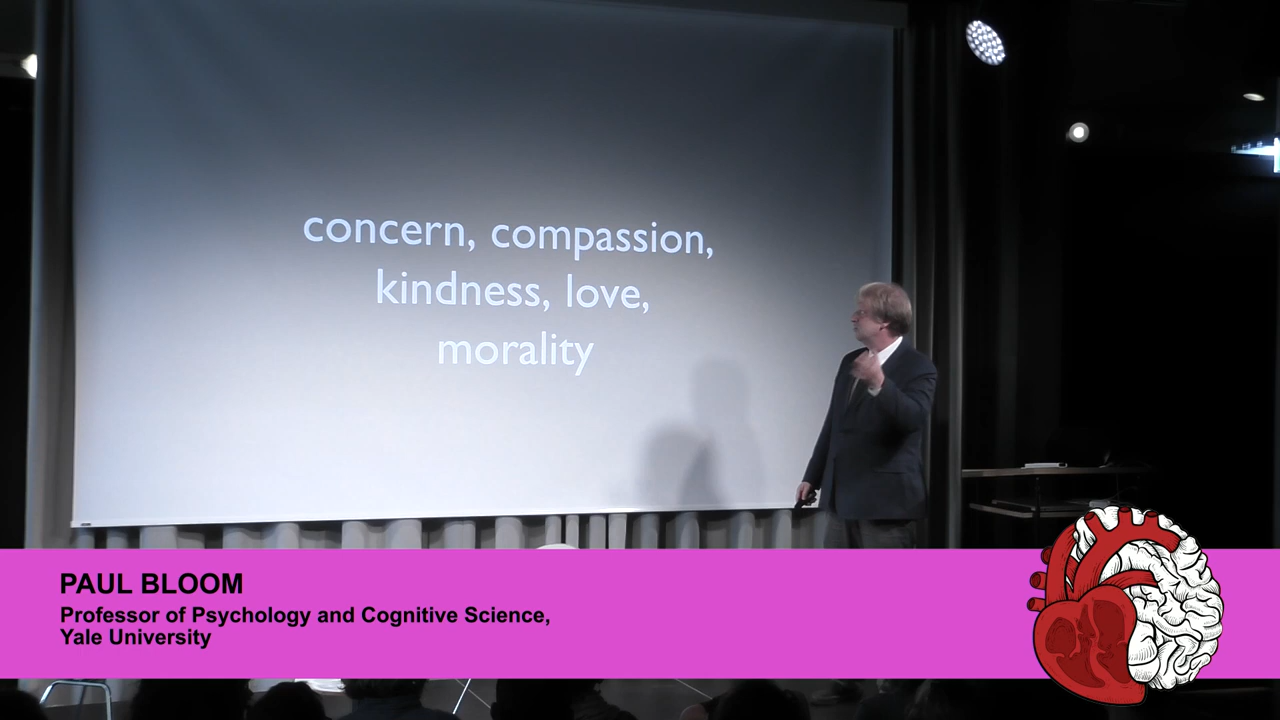 concern, compassion,
kindness, love,
morality
PAUL BLOOM
Professor of Psychology and Cognitive Science,
Yale University